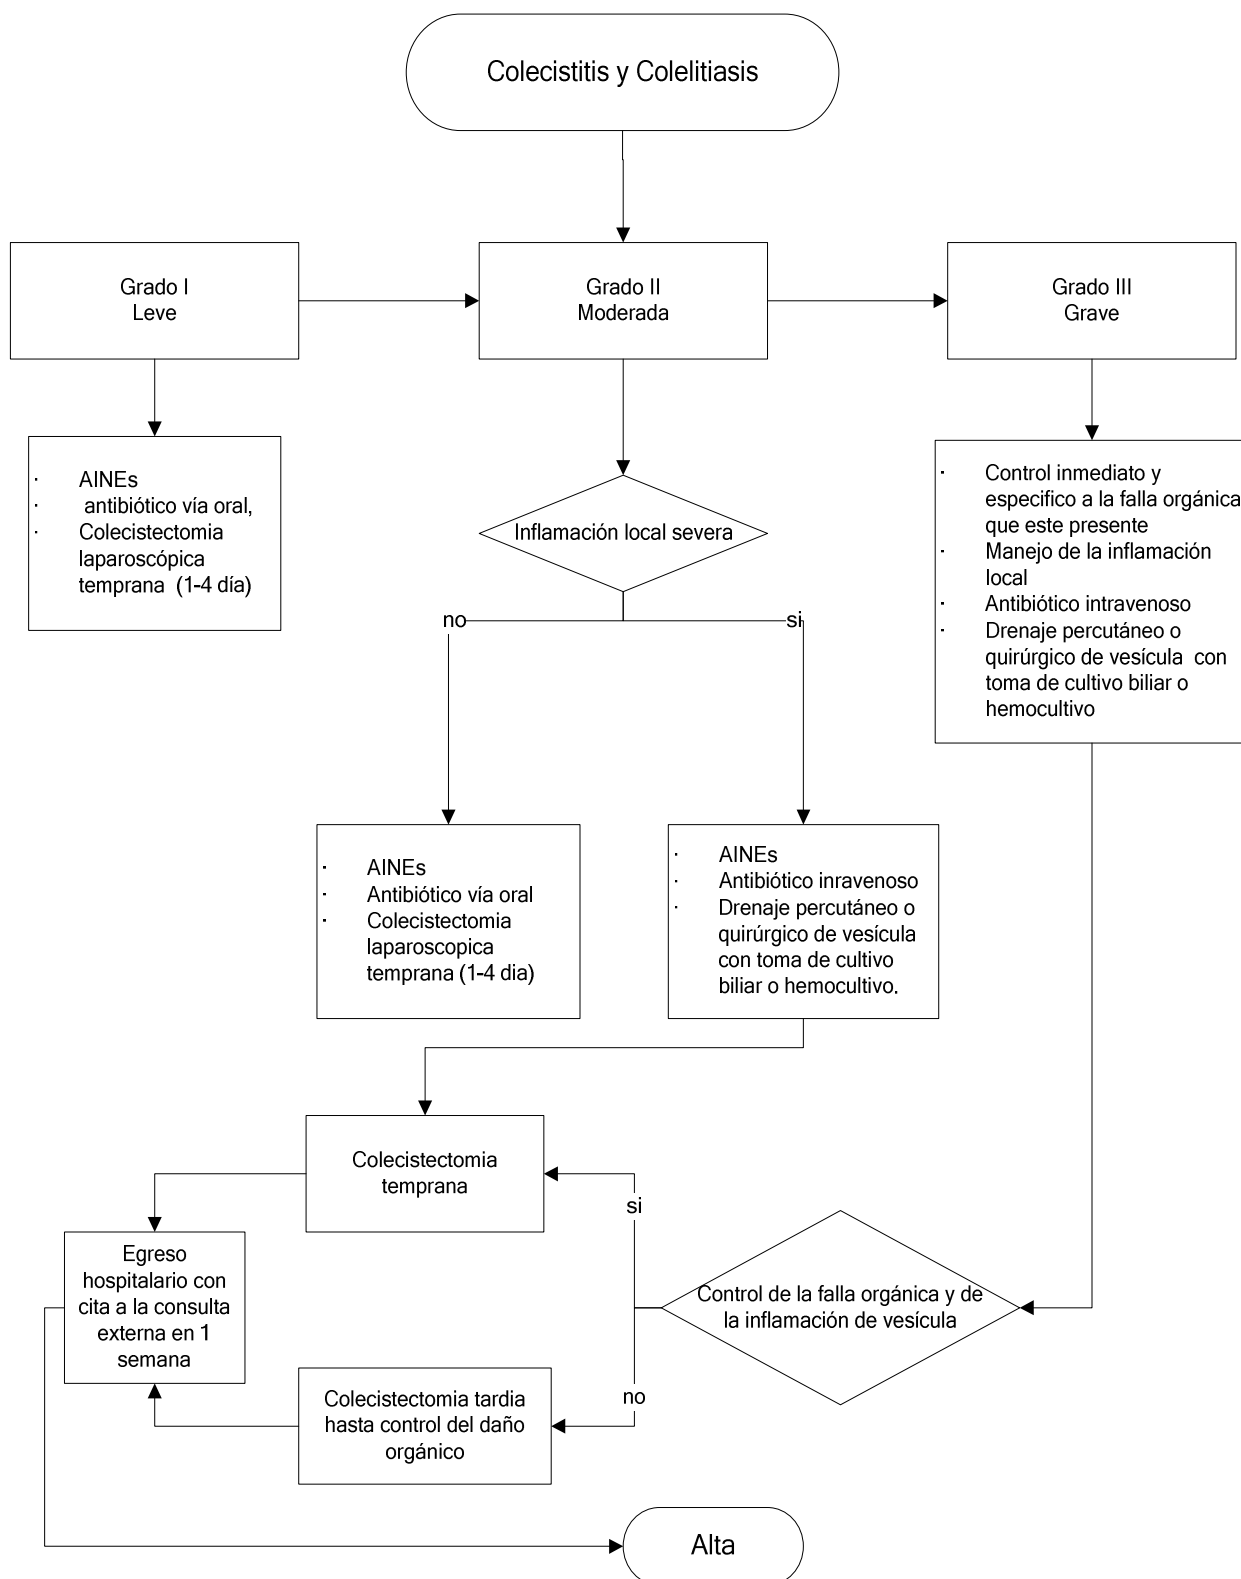 Colecistitis y Colelitiasis
Grado I
Leve
Grado II
Moderada
Grado III
Grave
· AINEs
· antibiótico vía oral,
· Colecistectomia
laparoscópica
temprana (1-4 día)
Inflamación local severa
· Control inmediato y
especifico a la falla orgánica
que este presente
· Manejo de la inflamación
local
· Antibiótico intravenoso
· Drenaje percutáneo o
quirúrgico de vesícula con
toma de cultivo biliar o
hemocultivo
no
si
· AINEs
· Antibiótico vía oral
· Colecistectomia
laparoscopica
temprana (1-4 dia)
· AINEs
· Antibiótico inravenoso
· Drenaje percutáneo o
quirúrgico de vesícula
con toma de cultivo
biliar o hemocultivo.
Colecistectomia
temprana
si
Egreso
hospitalario con
cita a la consulta
externa en 1
semana
Control de la falla orgánica y de
la inflamación de vesícula
no
Colecistectomia tardia
hasta control del daño
orgánico
Alta